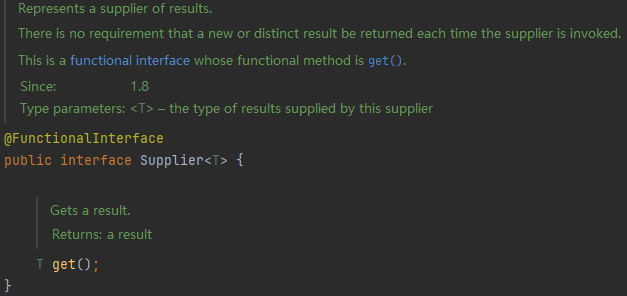 Represents a supplier of results.
There is no requirement that a new or distinct result be returned each time the supplier is invoked.
This is a functional interface whose functional method is get().
Since: 1.8
Type parameters: <T> – the type of results supplied by this supplier
@FunctionalInterface
public interface Supplier<T> {
Gets a result.
Returns: a result
T get();
}